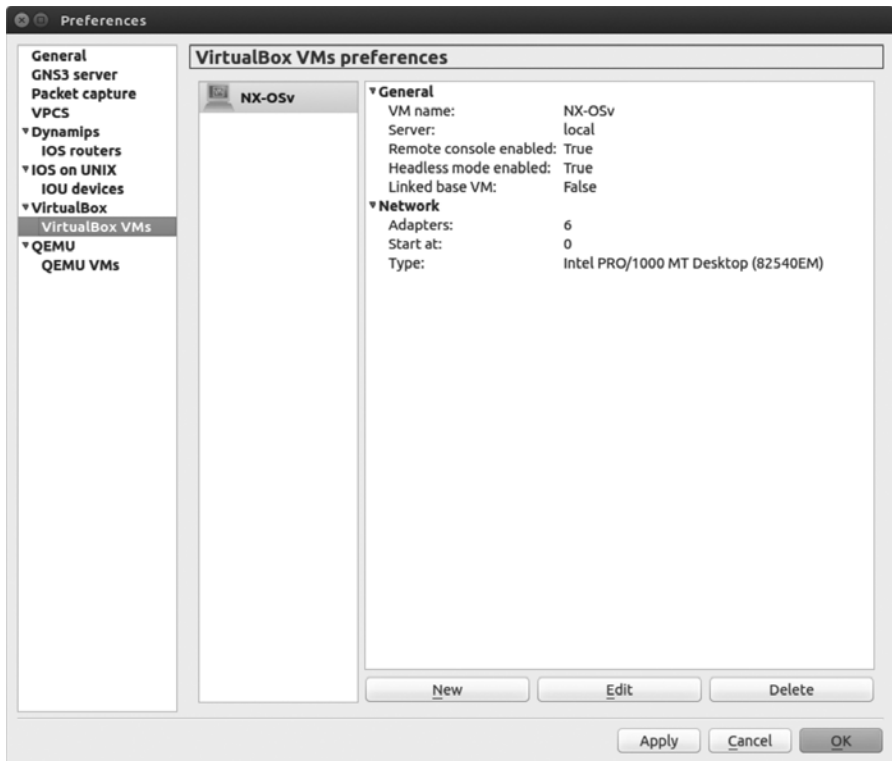 Preferences
General
GNS3 server
Packet capture
VPCS
Dynamips
IOS routers
IOS on UNIX
IOU devices
VirtualBox
VirtualBox VMs
QEMU
QEMU VMs
VirtualBox VMs preferences
NX-OSv
General
VM name: NX-OSv
Server: local
Remote console enabled: True
Headless mode enabled: True
Linked base VM: False
Network
Adapters: 6
Start at: 0
Type: Intel PRO/1000 MT Desktop (82540EM)
New Edit Delete
Apply Cancel OK